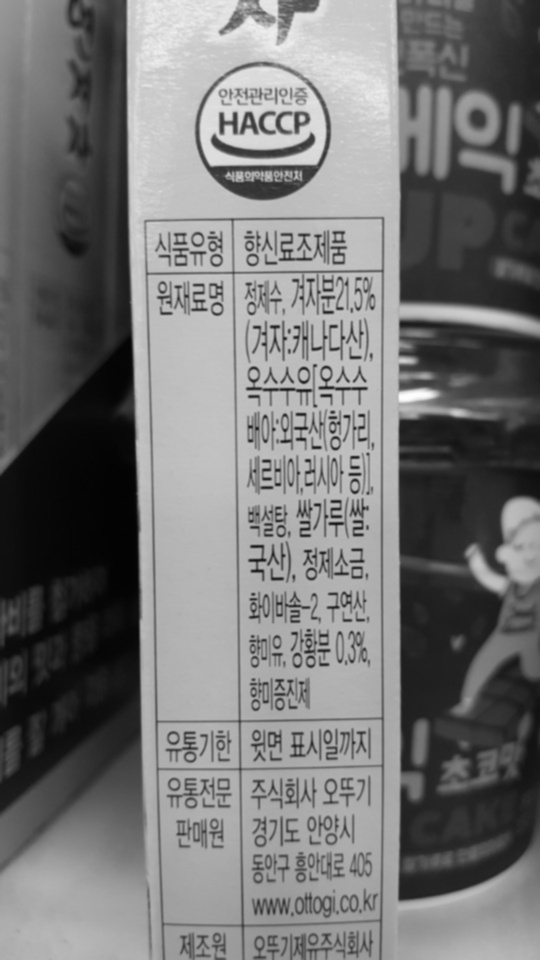 안전관리인증
HACCP
식품의약품안전처
식품유형 향신료조제품
원재료명 정제수, 겨자분21.5%
(겨자:캐나다산),
옥수수유[옥수수
배아:외국산(헝가리,
세르비아,러시아 등)],
백설탕, 쌀가루(쌀:
국산), 정제소금,
화이바솔-2, 구연산,
향미유, 강황분 0.3%,
향미증진제
유통기한 윗면 표시일까지
유통전문 주식회사 오뚜기
판매원 경기도 안양시
동안구 흥안대로 405
www.ottogi.co.kr
제조원 오뚜기제유주식회사
폭신
케익
UP
초코맛
CAKE